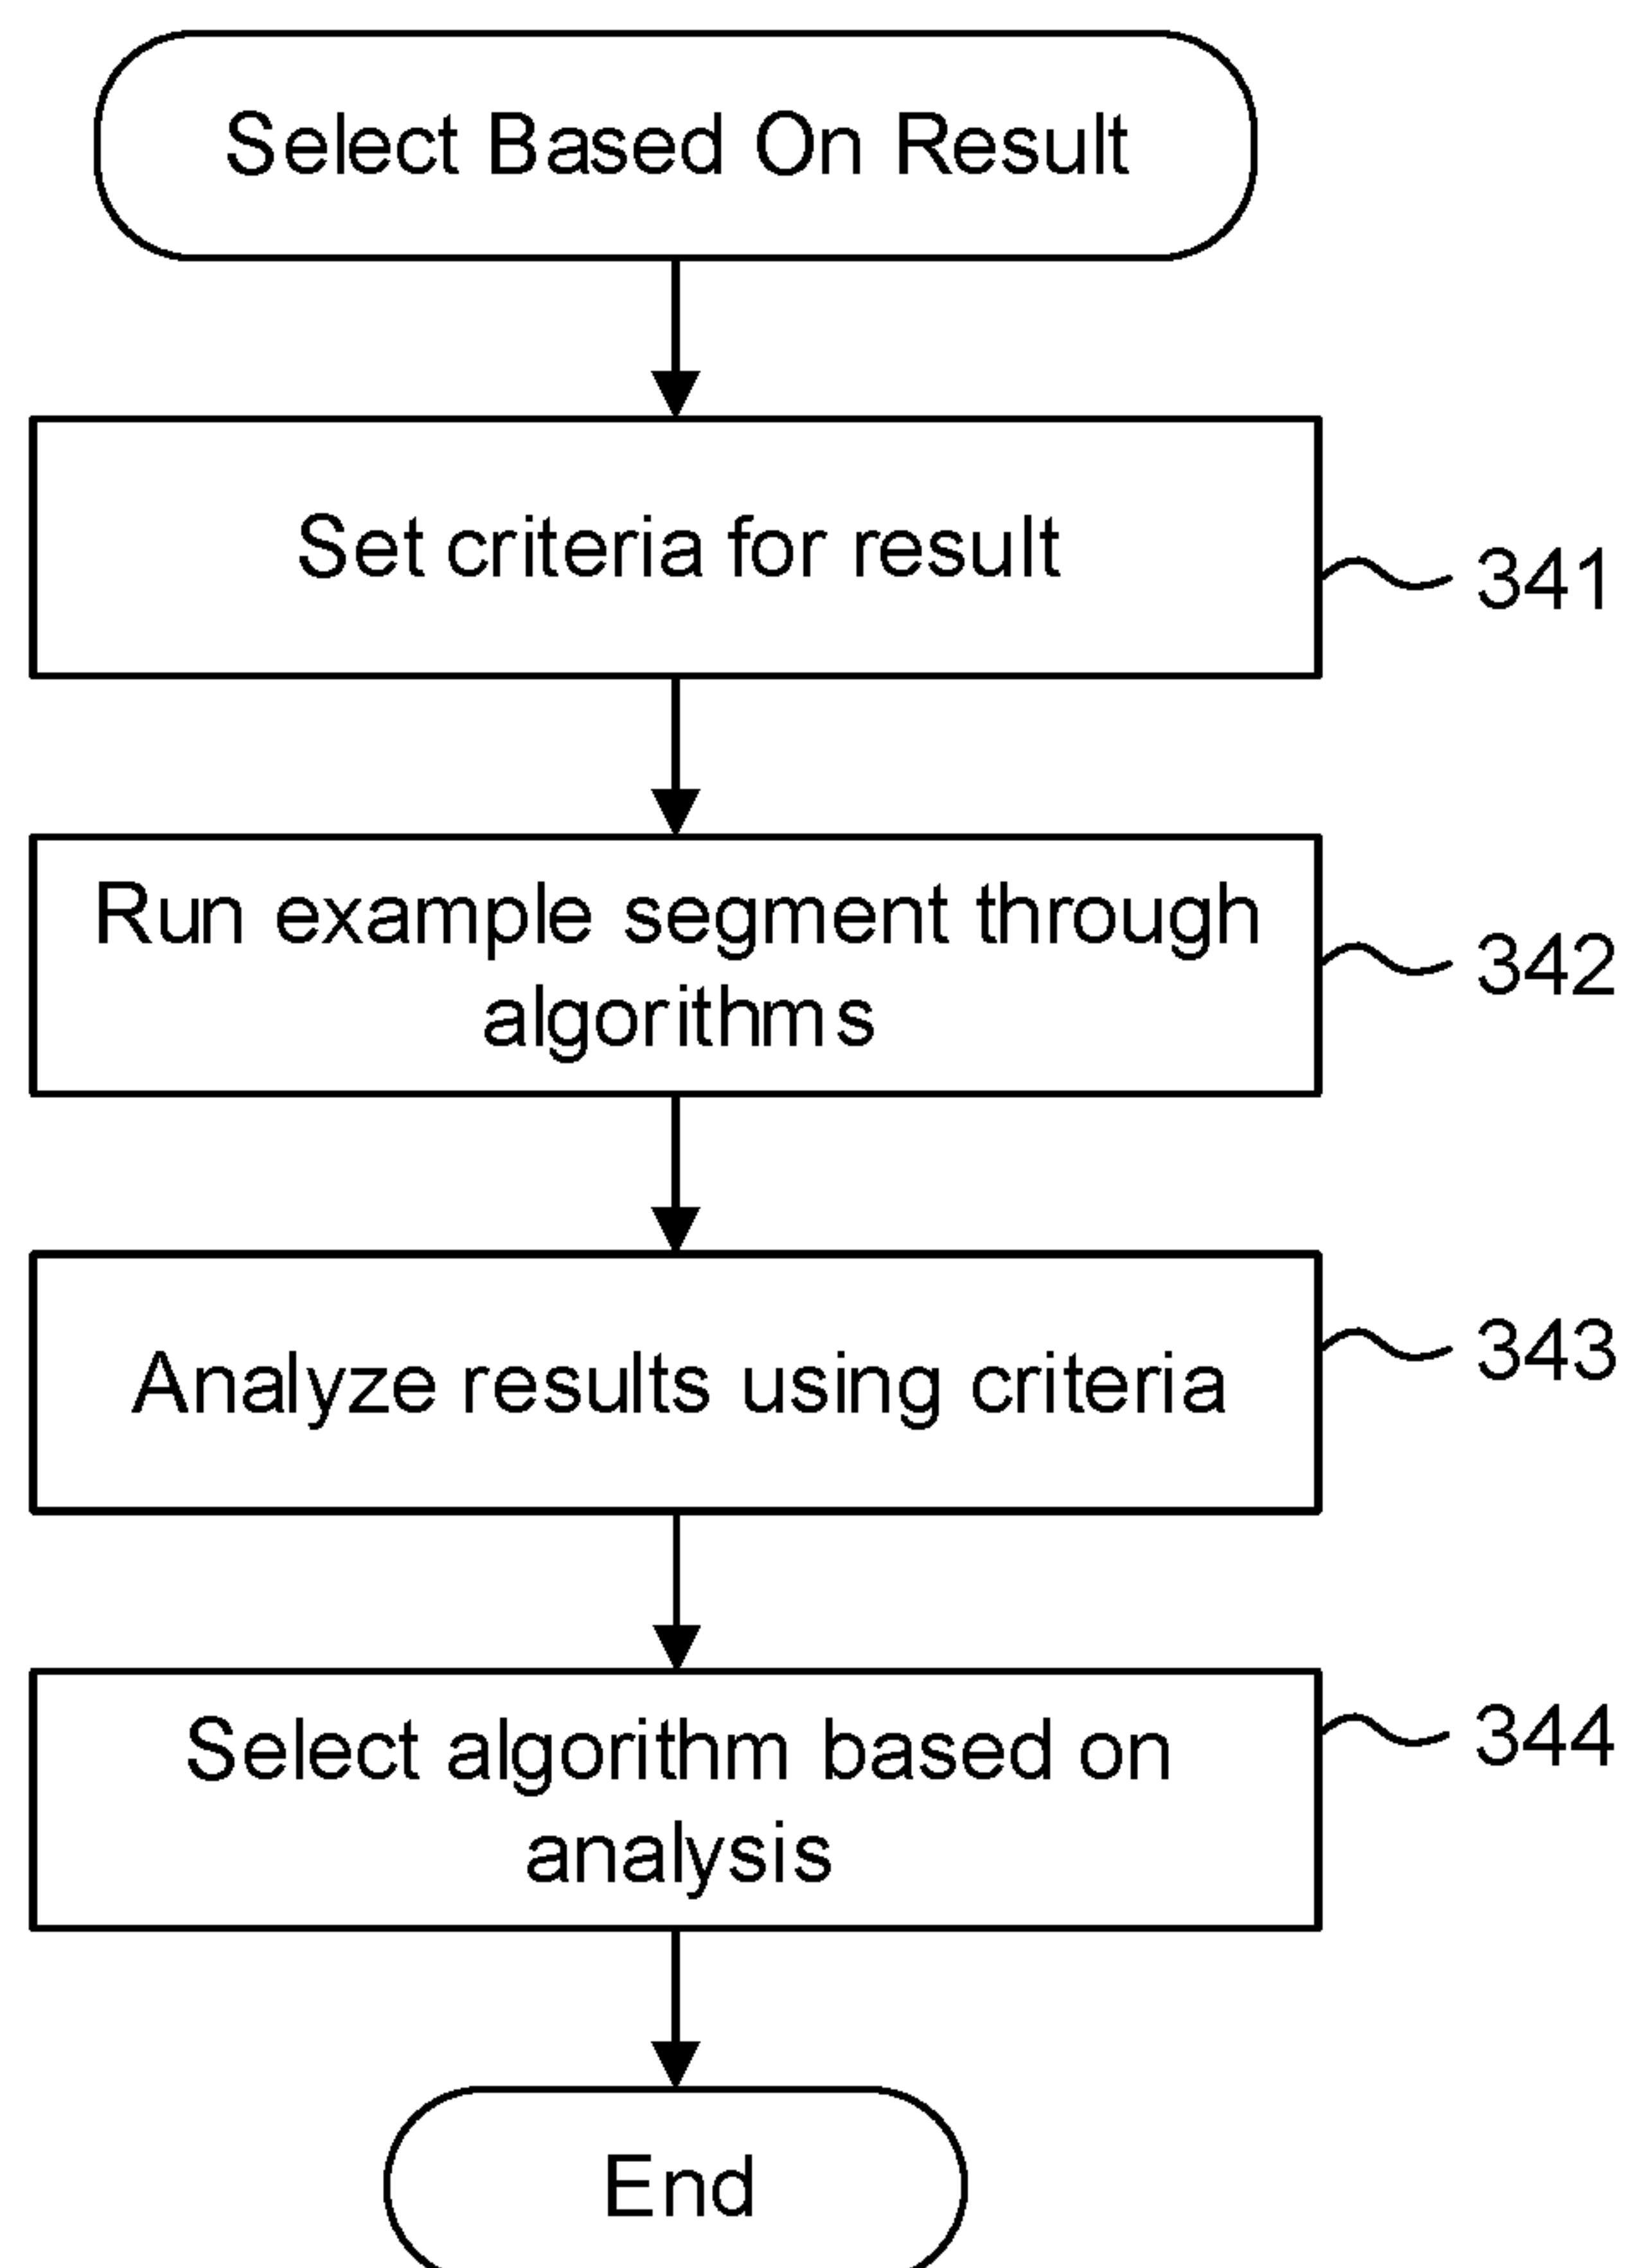 Select Based On Result
Set criteria for result
341
Run example segment through
algorithms
342
Analyze results using criteria
343
Select algorithm based on
analysis
344
End